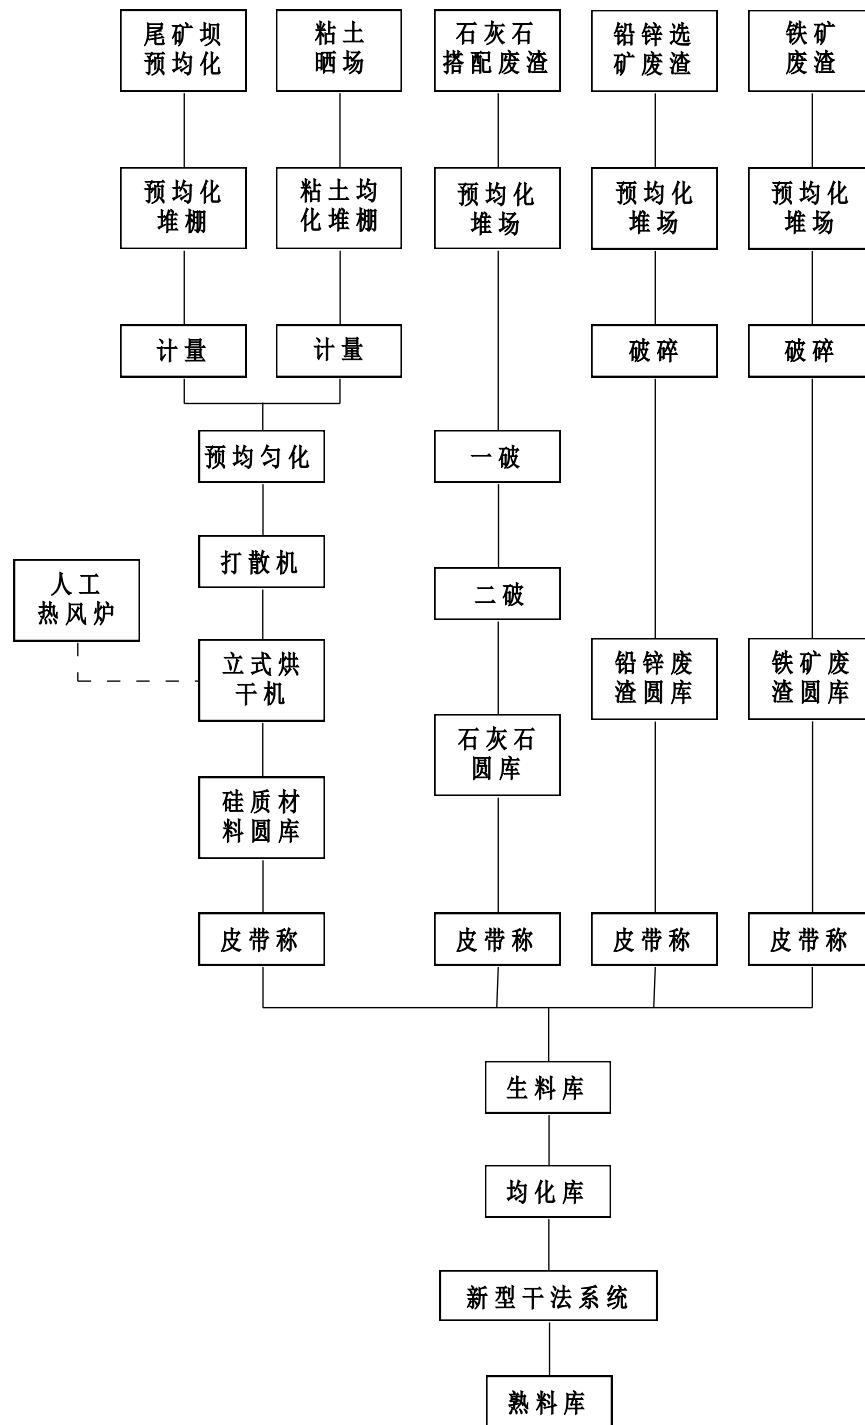 尾矿坝
预均化
粘土
晒场
石灰石
搭配废渣
铅锌选
矿废渣
铁矿
废渣
预均化
堆棚
粘土均
化堆棚
预均化
堆场
预均化
堆场
预均化
堆场
计量
计量
破碎
破碎
预均匀化
一破
打散机
人工
热风炉
二破
立式烘
干机
铅锌废
渣圆库
铁矿废
渣圆库
石灰石
圆库
硅质材
料圆库
皮带称
皮带称
皮带称
皮带称
生料库
均化库
新型干法系统
熟料库